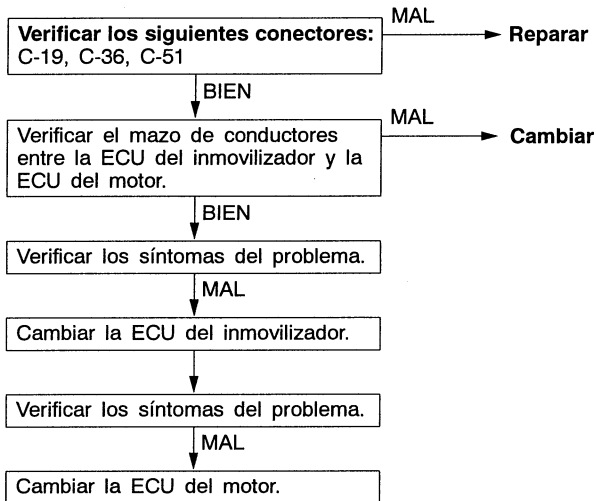 Verificar los siguientes conectores:
C-19, C-36, C-51
MAL
Reparar
BIEN
Verificar el mazo de conductores
entre la ECU del inmovilizador y la
ECU del motor.
MAL
Cambiar
BIEN
Verificar los síntomas del problema.
MAL
Cambiar la ECU del inmovilizador.
Verificar los síntomas del problema.
MAL
Cambiar la ECU del motor.